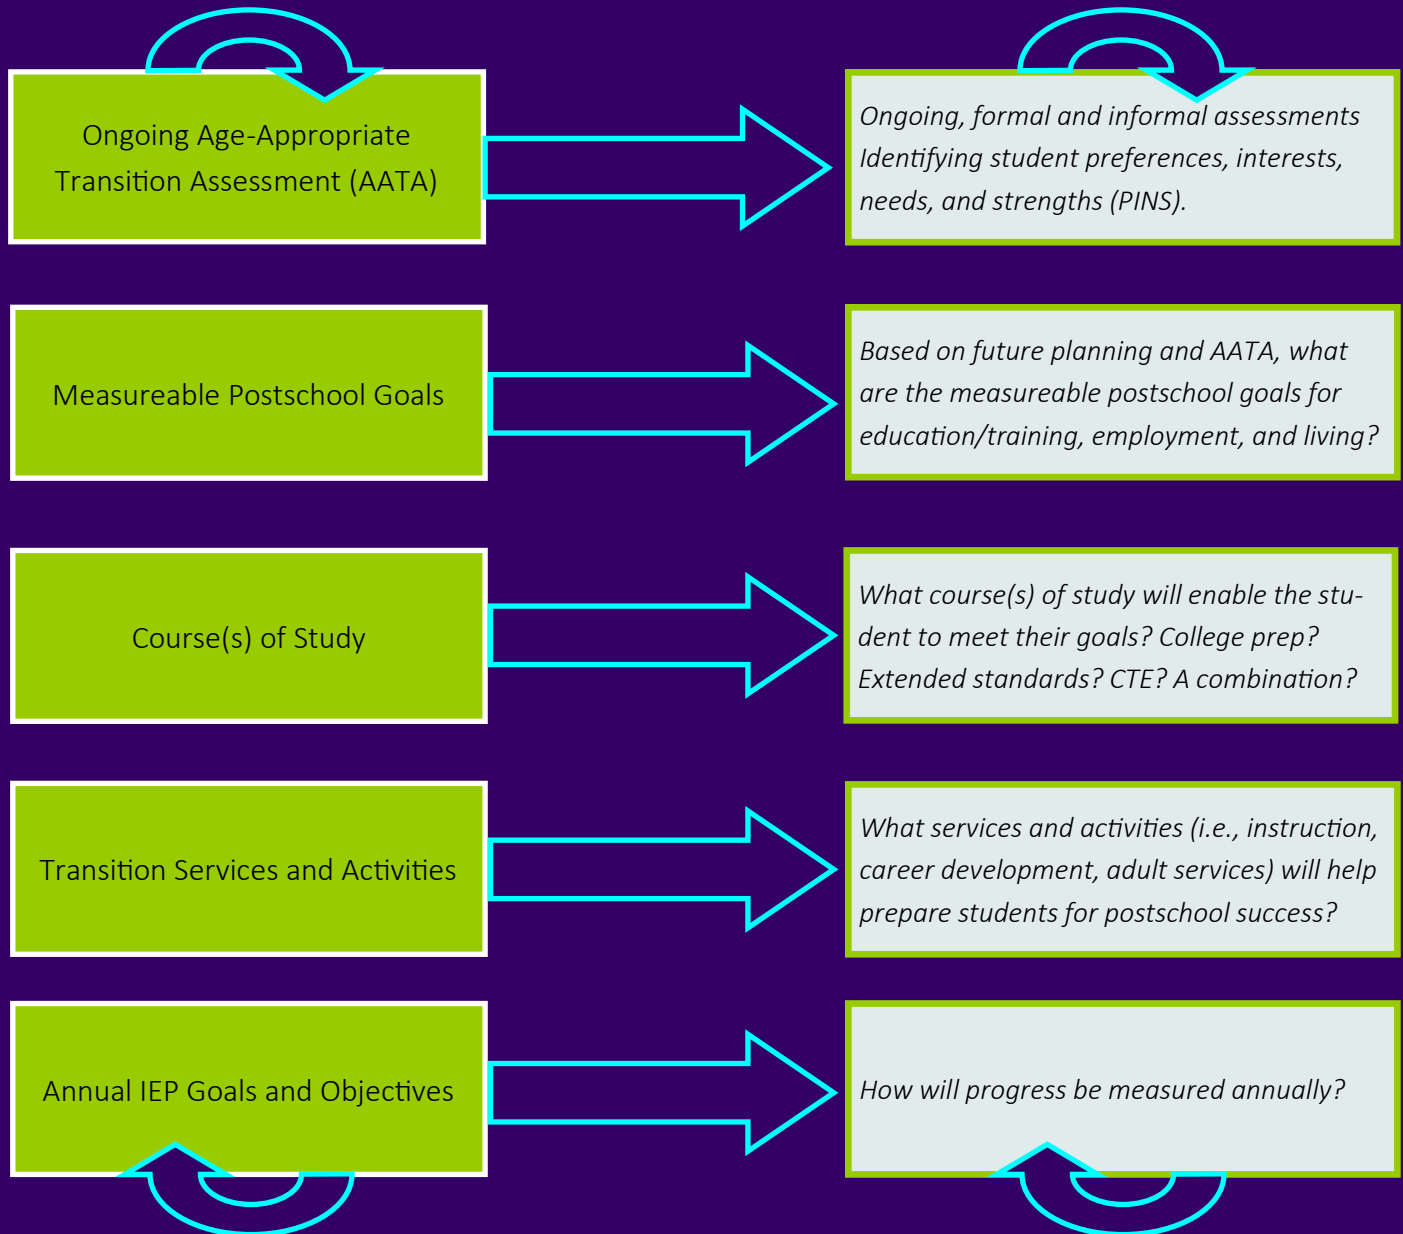 Ongoing Age-Appropriate
Transition Assessment (AATA)
Ongoing, formal and informal assessments
Identifying student preferences, interests,
needs, and strengths (PINS).
Measureable Postschool Goals
Based on future planning and AATA, what
are the measureable postschool goals for
education/training, employment, and living?
Course(s) of Study
What course(s) of study will enable the stu-
dent to meet their goals? College prep?
Extended standards? CTE? A combination?
Transition Services and Activities
What services and activities (i.e., instruction,
career development, adult services) will help
prepare students for postschool success?
Annual IEP Goals and Objectives
How will progress be measured annually?